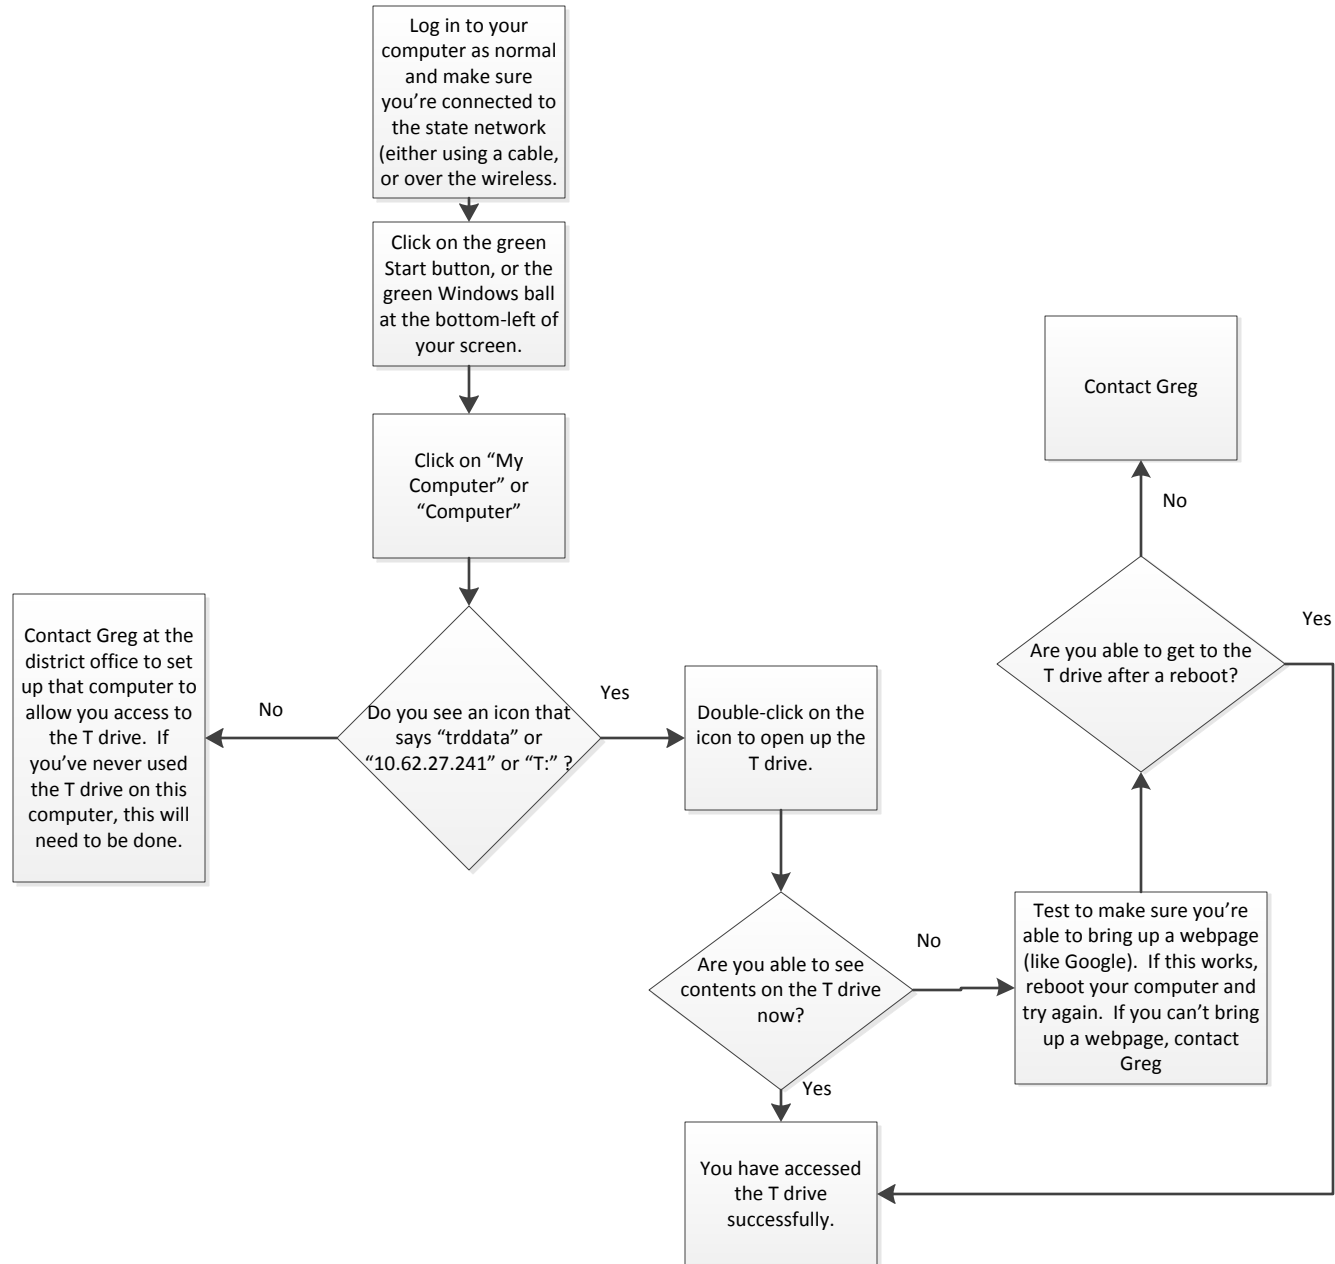 Log in to your
computer as normal
and make sure
you’re connected to
the state network
(either using a cable,
or over the wireless.
Click on the green
Start button, or the
green Windows ball
at the bottom-left of
your screen.
Click on “My
Computer” or
“Computer”
Do you see an icon that
says “trddata” or
“10.62.27.241” or “T:” ?
No
Contact Greg at the
district office to set
up that computer to
allow you access to
the T drive.  If
you’ve never used
the T drive on this
computer, this will
need to be done.
Yes
Double-click on the
icon to open up the
T drive.
Are you able to see
contents on the T drive
now?
No
Test to make sure you’re
able to bring up a webpage
(like Google).  If this works,
reboot your computer and
try again.  If you can’t bring
up a webpage, contact
Greg
Are you able to get to the
T drive after a reboot?
No
Contact Greg
Yes
Yes
You have accessed
the T drive
successfully.